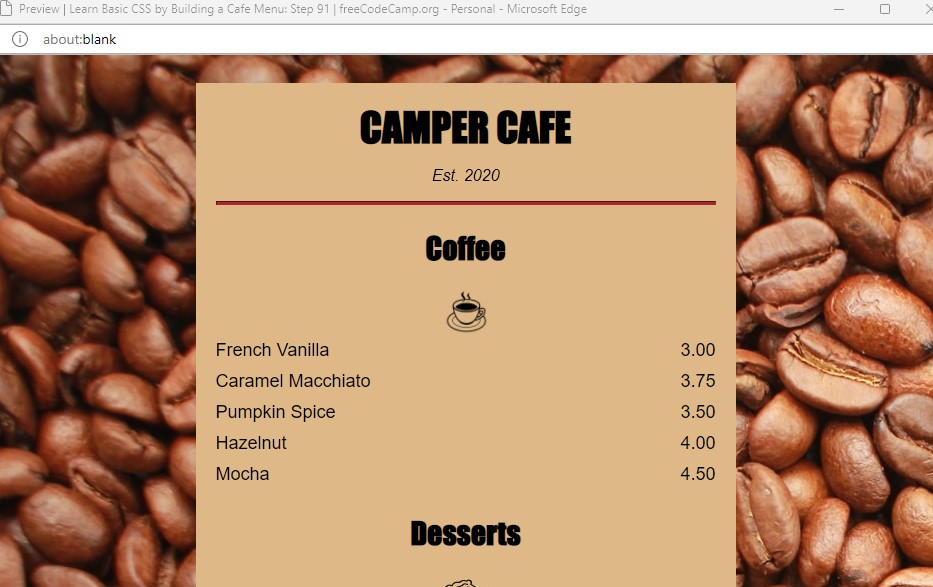 Preview | Learn Basic CSS by Building a Cafe Menu: Step 91 | freeCodeCamp.org - Personal - Microsoft Edge
about:blank
CAMPER CAFE
Est. 2020
Coffee
French Vanilla 3.00
Caramel Macchiato 3.75
Pumpkin Spice 3.50
Hazelnut 4.00
Mocha 4.50
Desserts